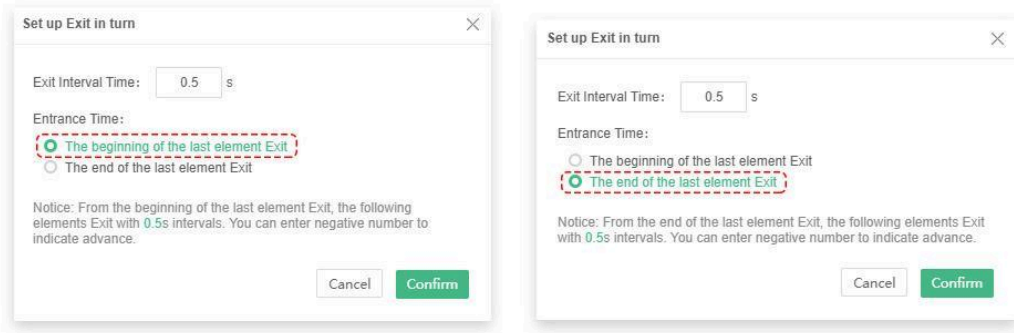 Set up Exit in turn
Exit Interval Time: 0.5 s
Entrance Time:
The beginning of the last element Exit
The end of the last element Exit
Notice: From the beginning of the last element Exit, the following
elements Exit with 0.5s intervals. You can enter negative number to
indicate advance.
Cancel Confirm
Set up Exit in turn
Exit Interval Time: 0.5 s
Entrance Time:
The beginning of the last element Exit
The end of the last element Exit
Notice: From the end of the last element Exit, the following elements Exit
with 0.5s intervals. You can enter negative number to indicate advance.
Cancel Confirm